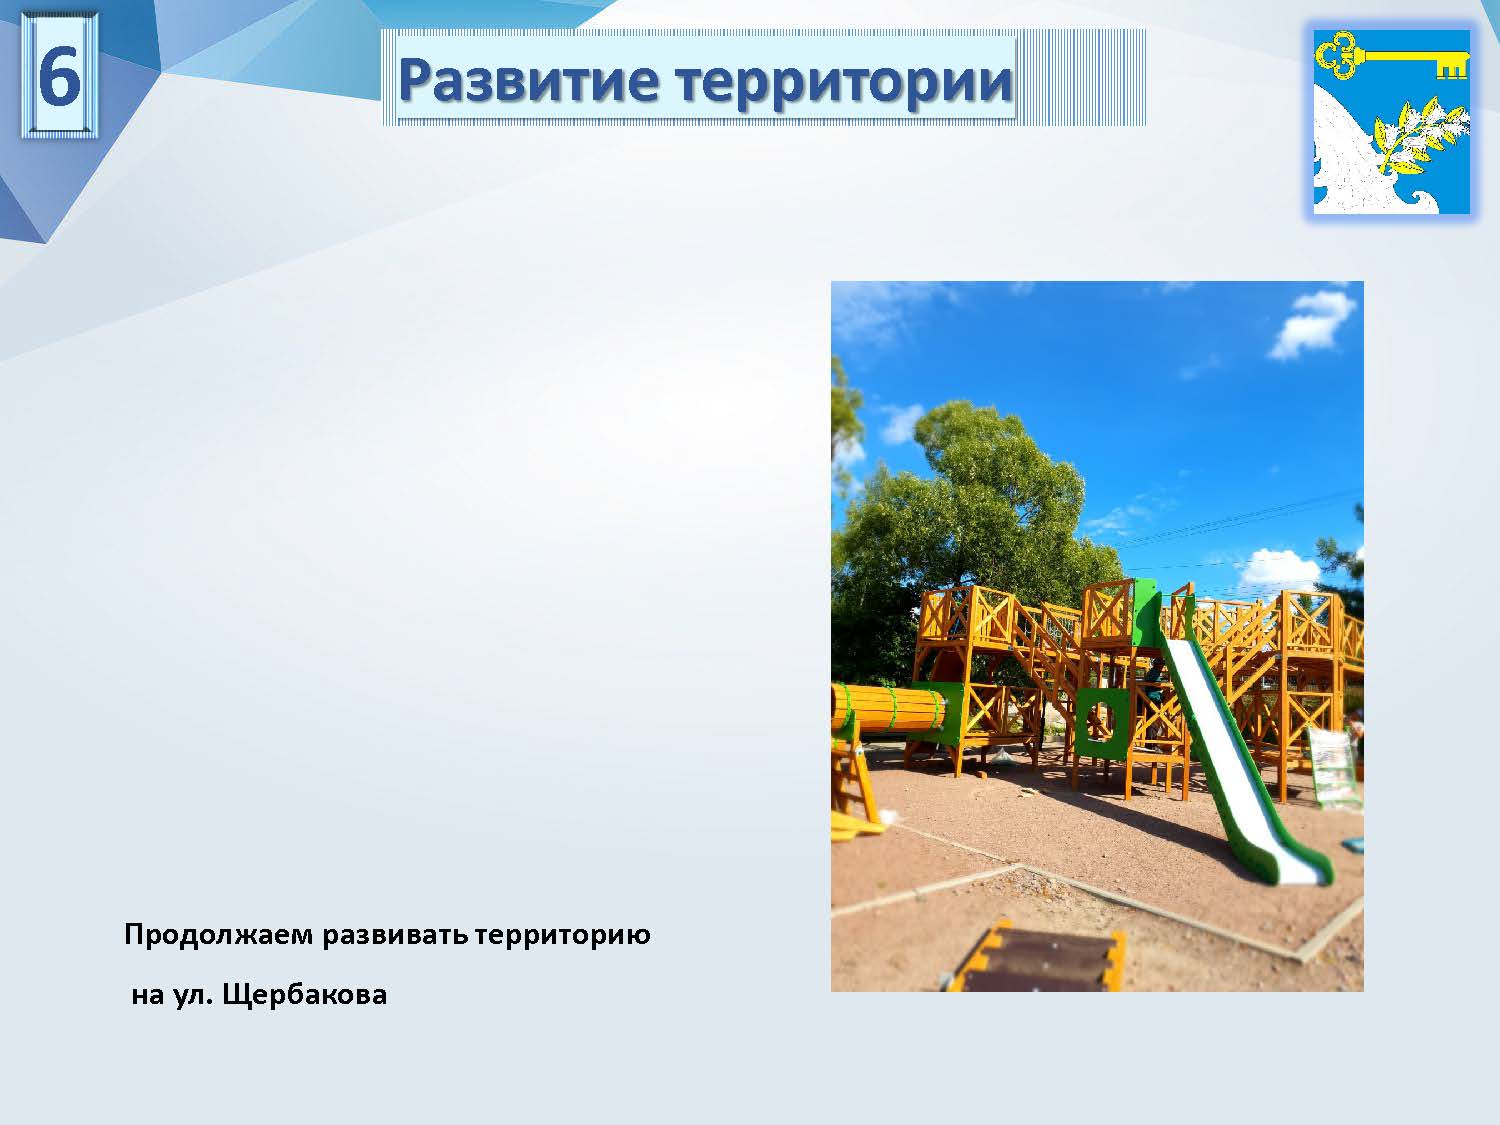 6
Развитие территории
Продолжаем развивать территорию
на ул. Щербакова